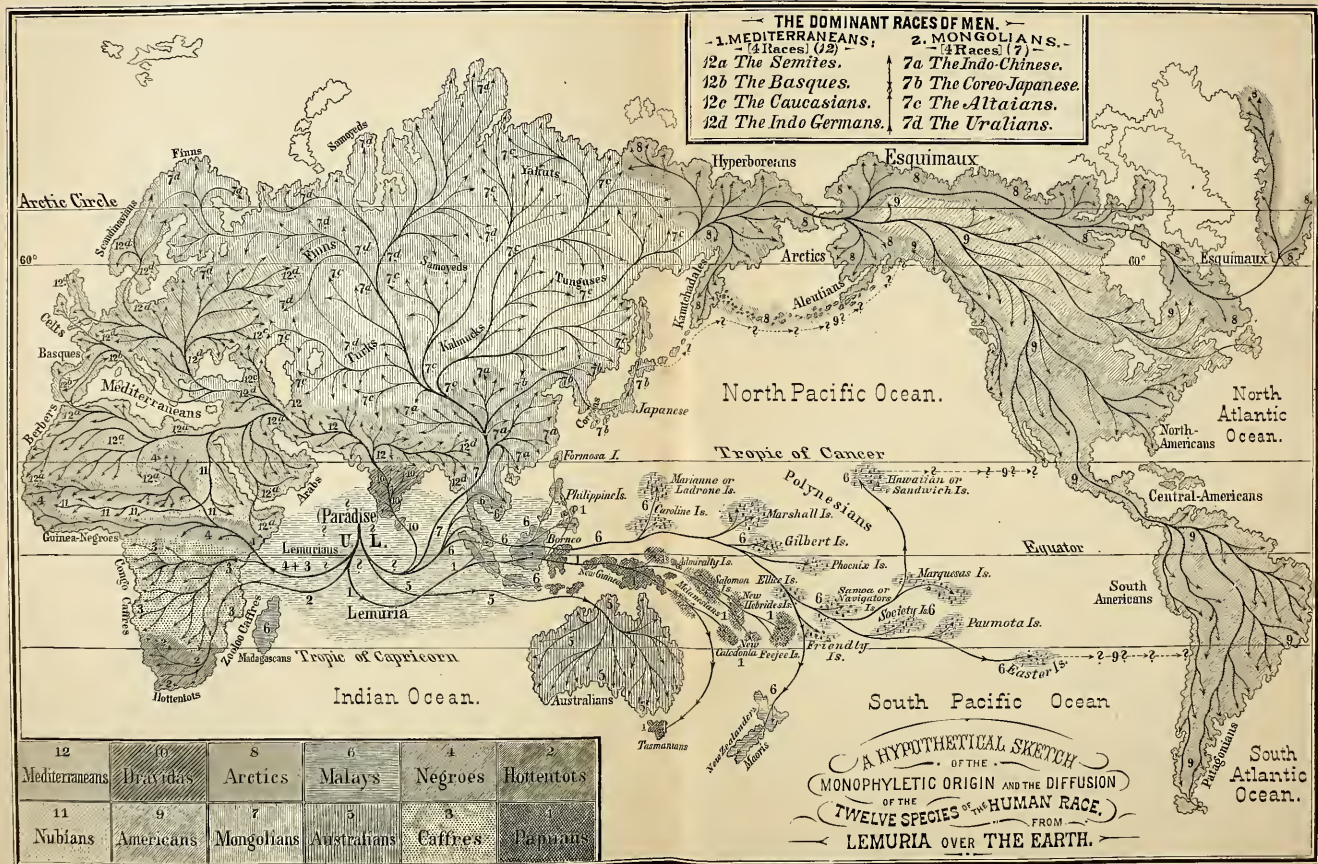 THE DOMINANT RACES OF MEN.
1. MEDITERRANEANS;
[4 Races] (12)
12a The Semites.
12b The Basques.
12c The Caucasians.
12d The Indo Germans.
2. MONGOLIANS.
[4 Races] (7)
7a The Indo-Chinese.
7b The Coreo-Japanese.
7c The Altaians.
7d The Uralians.
Samoyeds
Finns
Yakuts
Hyperboreans
Esquimaux
Arctic Circle
Scandinavians
60°
Finns
Samoyeds
Tunguses
Kamtchadales
Arctics
Aleutians
60°
Esquimaux
Celts
Basques
Turks
Kalmucks
Mediterraneans
Berbers
Coreans
Japanese
North Pacific Ocean.
North
Atlantic
Ocean.
North-
Americans
Tropic of Cancer
Formosa I.
Arabs
Philippine Is.
Marianne or
Ladrone Is.
Caroline Is.
Polynesians
Hawaiian or
Sandwich Is.
Marshall Is.
Central-Americans
Guinea-Negroes
Paradise
U L.
Lemurians
Lemuria
Borneo
Gilbert Is.
Equator
New Guinea
Admiralty Is.
Phoenix Is.
Congo Caffres
Zooloo Caffres
Madagascans
Solomon
Is.
Melanesians
Ellice Is.
New
Hebrides Is.
Samoa or
Navigators
Is.
Marquesas Is.
Society Is.
Paumota Is.
South
Americans
New
Caledonia
Feejee Is.
Friendly
Is.
Easter Is.
Tropic of Capricorn
Hottentots
Indian Ocean.
Australians
Tasmanians
New Zealanders
Maoris
South Pacific Ocean
Patagonians
South
Atlantic
Ocean.
A HYPOTHETICAL SKETCH
OF THE
MONOPHYLETIC ORIGIN AND THE DIFFUSION
OF THE
TWELVE SPECIES OF THE HUMAN RACE.
FROM
LEMURIA OVER THE EARTH.
12 10 8 6 4 2
Mediterraneans Dravidas Arctics Malays Negroes Hottentots
11 9 7 5 3 1
Nubians Americans Mongolians Australians Caffres Papuans